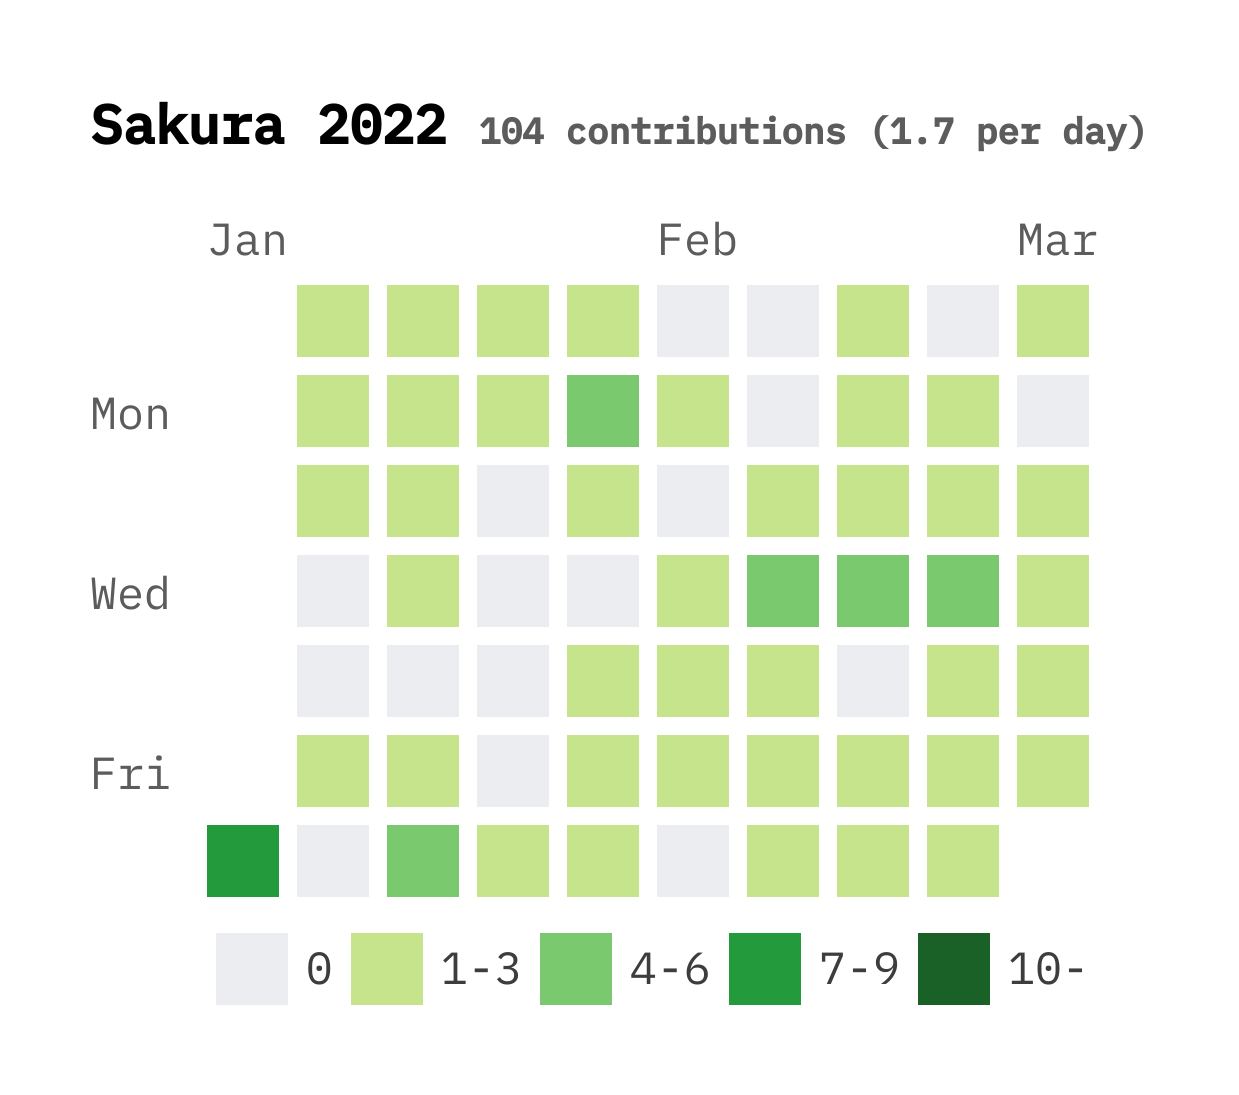 Sakura 2022 104 contributions (1.7 per day)
Jan Feb Mar
Mon
Wed
Fri
0 1-3 4-6 7-9 10-